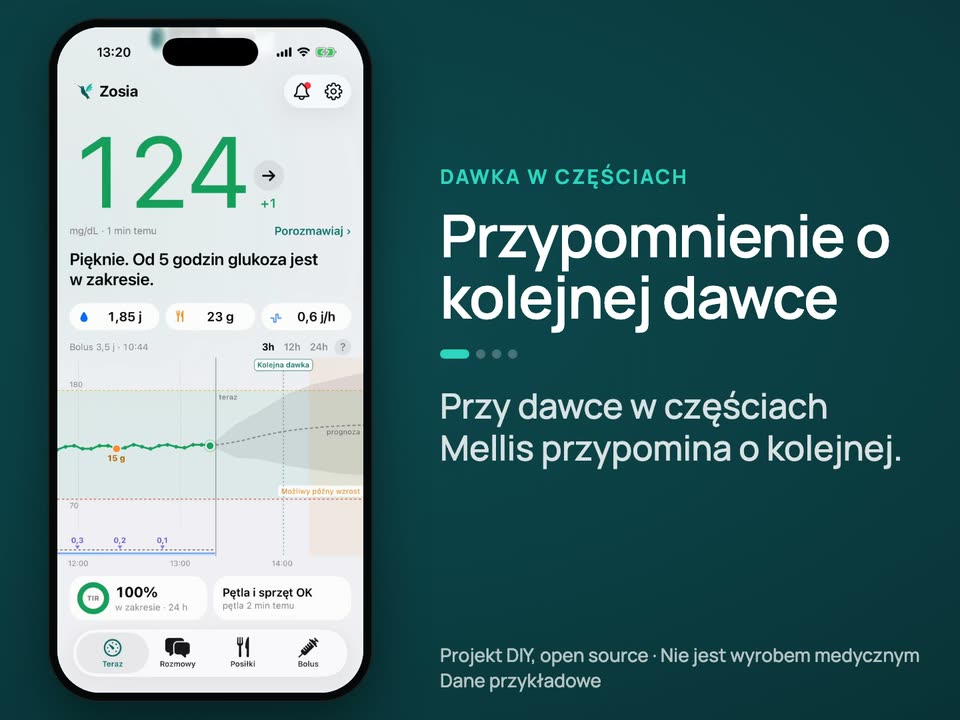 13:20
Zosia
124
+1
mg/dL · 1 min temu
Porozmawiaj ›
Pięknie. Od 5 godzin glukoza jest
w zakresie.
1,85 j
23 g
0,6 j/h
Bolus 3,5 j · 10:44
3h 12h 24h ?
Kolejna dawka
180
teraz
prognoza
15 g
Możliwy późny wzrost
70
0,3 0,2 0,1
12:00 13:00 14:00
TIR
100%
w zakresie · 24 h
Pętla i sprzęt OK
pętla 2 min temu
Teraz Rozmowy Posiłki Bolus
DAWKA W CZĘŚCIACH
Przypomnienie o
kolejnej dawce
Przy dawce w częściach
Mellis przypomina o kolejnej.
Projekt DIY, open source · Nie jest wyrobem medycznym
Dane przykładowe